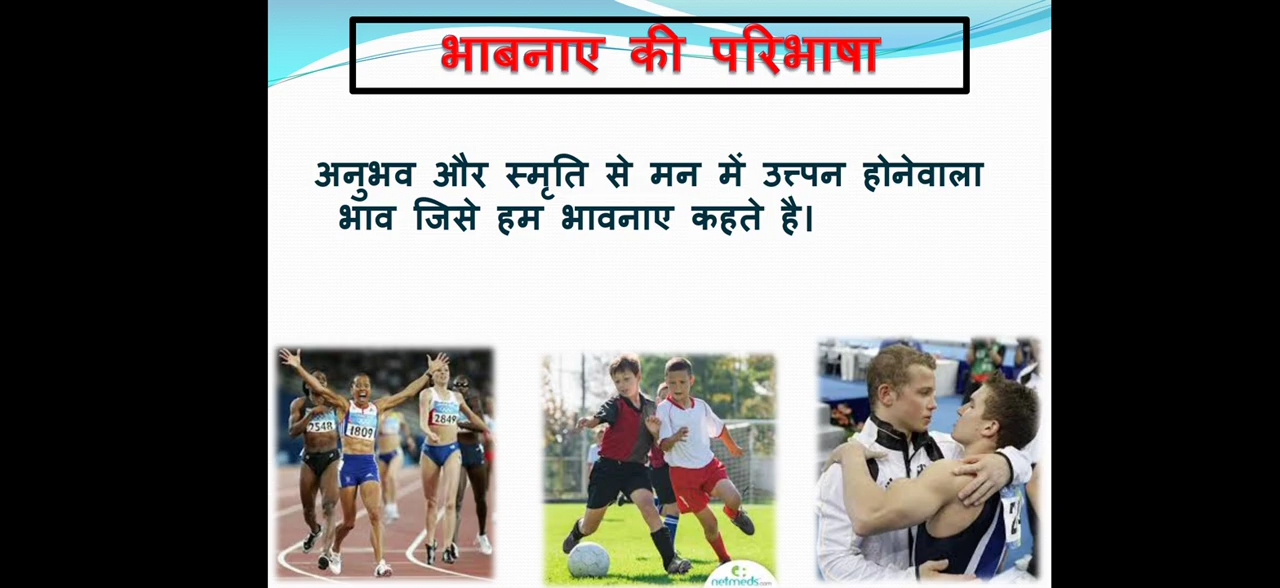 भाबनाए की परिभाषा
अनुभव और स्मृति से मन में उत्त्पन होनेवाला
भाव जिसे हम भावनाए कहते है।
2548
1809
2849
netmeds.com